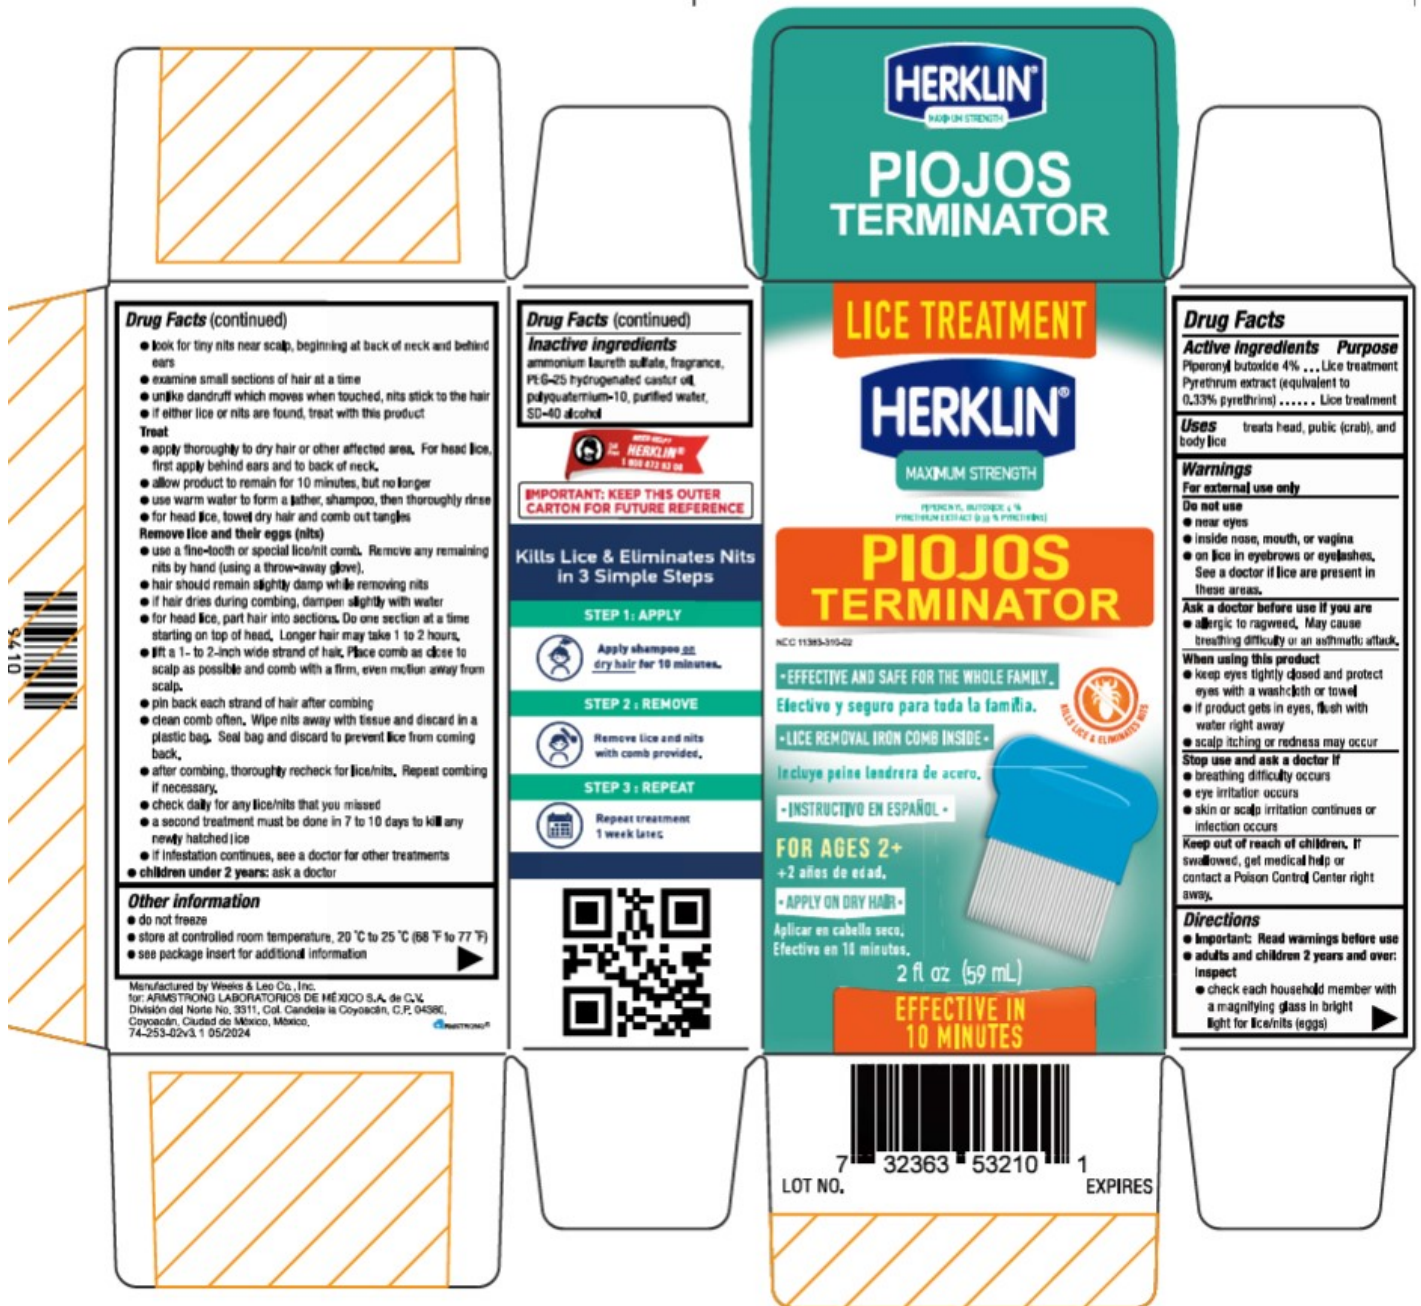 HERKLIN®
MAXIMUM STRENGTH
PIOJOS
TERMINATOR
LICE TREATMENT
HERKLIN®
MAXIMUM STRENGTH
PIPERONYL BUTOXIDE 4 %
PYRETHRUM EXTRACT (0.33 % PYRETHRINS)
PIOJOS
TERMINATOR
NDC 11383-310-02
• EFFECTIVE AND SAFE FOR THE WHOLE FAMILY.
Efectivo y seguro para toda la familia.
KILLS LICE & ELIMINATES NITS
• LICE REMOVAL IRON COMB INSIDE •
Incluye peine lendrera de acero.
• INSTRUCTIVO EN ESPAÑOL •
FOR AGES 2+
+2 años de edad.
• APPLY ON DRY HAIR •
Aplicar en cabello seco.
Efectivo en 10 minutos.
2 fl oz (59 mL)
EFFECTIVE IN
10 MINUTES
7 32363 53210 1
LOT NO.
EXPIRES
Drug Facts
Active ingredients Purpose
Piperonyl butoxide 4% ... Lice treatment
Pyrethrum extract (equivalent to
0.33% pyrethrins) ...... Lice treatment
Uses treats head, pubic (crab), and
body lice
Warnings
For external use only
Do not use
● near eyes
● inside nose, mouth, or vagina
● on lice in eyebrows or eyelashes.
See a doctor if lice are present in
these areas.
Ask a doctor before use if you are
● allergic to ragweed. May cause
breathing difficulty or an asthmatic attack.
When using this product
● keep eyes tightly closed and protect
eyes with a washcloth or towel
● if product gets in eyes, flush with
water right away
● scalp itching or redness may occur
Stop use and ask a doctor if
● breathing difficulty occurs
● eye irritation occurs
● skin or scalp irritation continues or
infection occurs
Keep out of reach of children. If
swallowed, get medical help or
contact a Poison Control Center right
away.
Directions
● Important: Read warnings before use
● adults and children 2 years and over:
Inspect
● check each household member with
a magnifying glass in bright
light for lice/nits (eggs)
Drug Facts (continued)
● look for tiny nits near scalp, beginning at back of neck and behind
ears
● examine small sections of hair at a time
● unlike dandruff which moves when touched, nits stick to the hair
● if either lice or nits are found, treat with this product
Treat
● apply thoroughly to dry hair or other affected area. For head lice,
first apply behind ears and to back of neck.
● allow product to remain for 10 minutes, but no longer
● use warm water to form a lather, shampoo, then thoroughly rinse
● for head lice, towel dry hair and comb out tangles
Remove lice and their eggs (nits)
● use a fine-tooth or special lice/nit comb. Remove any remaining
nits by hand (using a throw-away glove).
● hair should remain slightly damp while removing nits
● if hair dries during combing, dampen slightly with water
● for head lice, part hair into sections. Do one section at a time
starting on top of head. Longer hair may take 1 to 2 hours.
● lift a 1- to 2-inch wide strand of hair. Place comb as close to
scalp as possible and comb with a firm, even motion away from
scalp.
● pin back each strand of hair after combing
● clean comb often. Wipe nits away with tissue and discard in a
plastic bag. Seal bag and discard to prevent lice from coming
back.
● after combing, thoroughly recheck for lice/nits. Repeat combing
if necessary.
● check daily for any lice/nits that you missed
● a second treatment must be done in 7 to 10 days to kill any
newly hatched lice
● if infestation continues, see a doctor for other treatments
● children under 2 years: ask a doctor
Other information
● do not freeze
● store at controlled room temperature, 20 °C to 25 °C (68 °F to 77 °F)
● see package insert for additional information
Manufactured by Weeks & Leo Co., Inc.
for: ARMSTRONG LABORATORIOS DE MÉXICO S.A. de C.V.
División del Norte No. 3311, Col. Candelaria Coyoacán, C.P. 04380,
Coyoacán, Ciudad de México, México.
74-253-02v3.1 05/2024
ARMSTRONG®
9410
Drug Facts (continued)
Inactive ingredients
ammonium laureth sulfate, fragrance,
PEG-25 hydrogenated castor oil,
polyquaternium-10, purified water,
SD-40 alcohol
NEED HELP?
HERKLIN®
IMPORTANT: KEEP THIS OUTER
CARTON FOR FUTURE REFERENCE
Kills Lice & Eliminates Nits
in 3 Simple Steps
STEP 1: APPLY
Apply shampoo on
dry hair for 10 minutes.
STEP 2 : REMOVE
Remove lice and nits
with comb provided.
STEP 3 : REPEAT
Repeat treatment
1 week later.